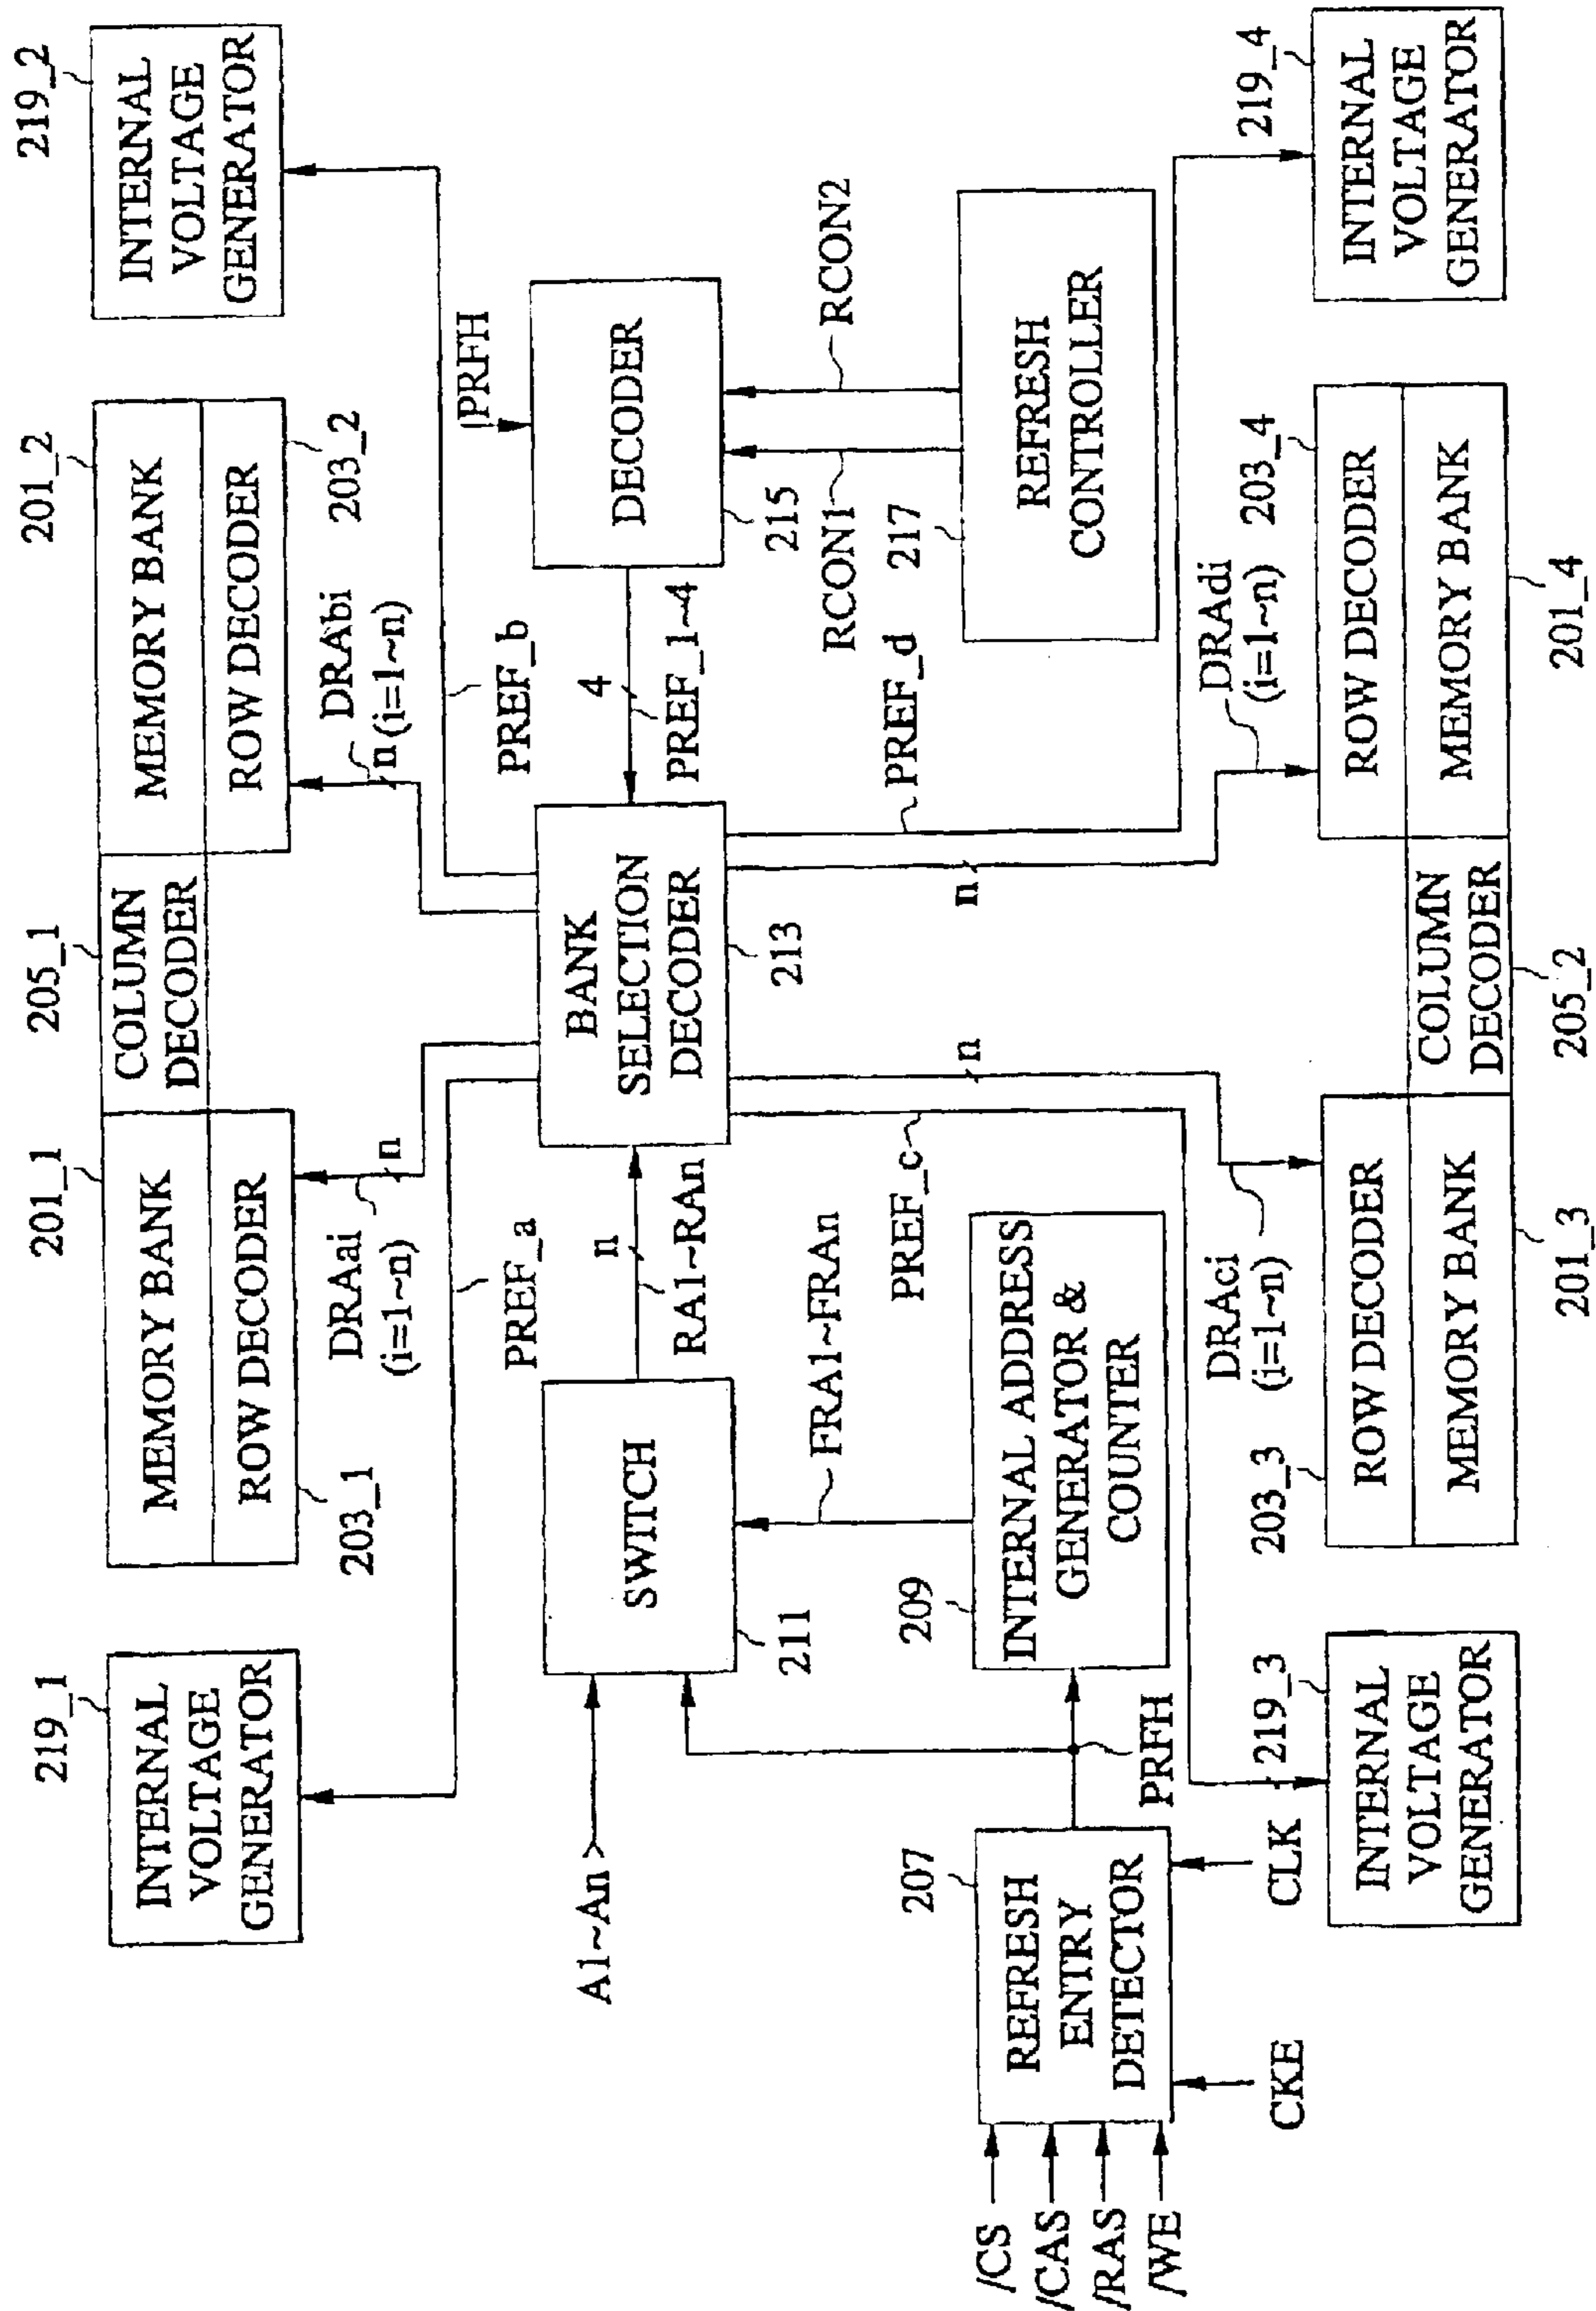 219_1
INTERNAL
VOLTAGE
GENERATOR
201_1
MEMORY BANK
ROW DECODER
203_1
205_1
COLUMN
DECODER
201_2
MEMORY BANK
ROW DECODER
203_2
219_2
INTERNAL
VOLTAGE
GENERATOR
DRAai
(i=1~n)
n
PREF_a
DRAbi
(i=1~n)
n
PREF_b
PRFH
A1~An
SWITCH
211
n
RA1~RAn
BANK
SELECTION
DECODER
213
4
PREF_1~4
DECODER
215
FRA1~FRAn
RCON1
RCON2
/CS
/CAS
/RAS
/WE
CKE
CLK
207
REFRESH
ENTRY
DETECTOR
PRFH
209
INTERNAL ADDRESS
GENERATOR &
COUNTER
PREF_c
n
n
PREF_d
217
REFRESH
CONTROLLER
DRAci
(i=1~n)
DRAdi
(i=1~n)
219_3
INTERNAL
VOLTAGE
GENERATOR
203_3
ROW DECODER
MEMORY BANK
201_3
COLUMN
DECODER
205_2
203_4
ROW DECODER
MEMORY BANK
201_4
219_4
INTERNAL
VOLTAGE
GENERATOR